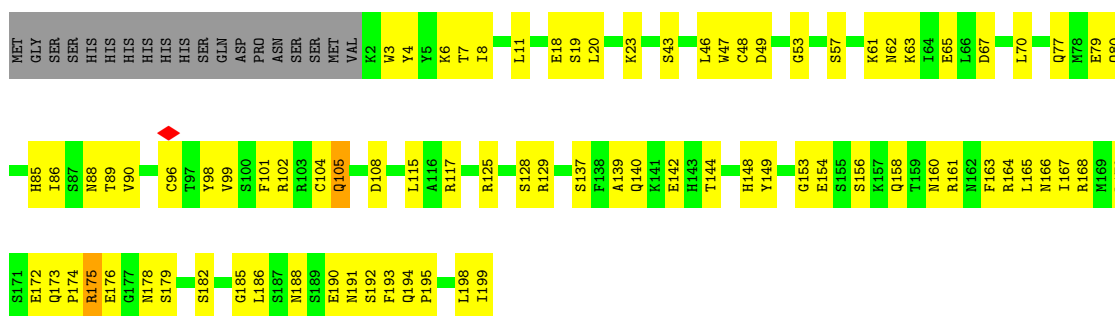 MET GLY SER SER HIS HIS HIS HIS HIS HIS SER GLN ASP PRO ASN SER SER MET VAL K2 W3 Y4 Y5 K6 T7 I8 L11 E18 S19 L20 K23 S43 L46 W47 C48 D49 G53 S57 K61 N62 K63 I64 E65 L66 D67 L70 Q77 M78 E79
H85 I86 S87 N88 T89 V90 C96 T97 Y98 V99 S100 F101 R102 R103 C104 Q105 D108 L115 A116 R117 R125 S128 R129 S137 F138 A139 Q140 K141 E142 H143 T144 H148 Y149 G153 E154 S155 S156 K157 Q158 T159 N160 R161 N162 F163 R164 L165 N166 I167 R168 M169
S171 E172 Q173 P174 R175 E176 G177 N178 S179 S182 G185 L186 S187 N188 S189 E190 N191 S192 F193 Q194 P195 L198 I199